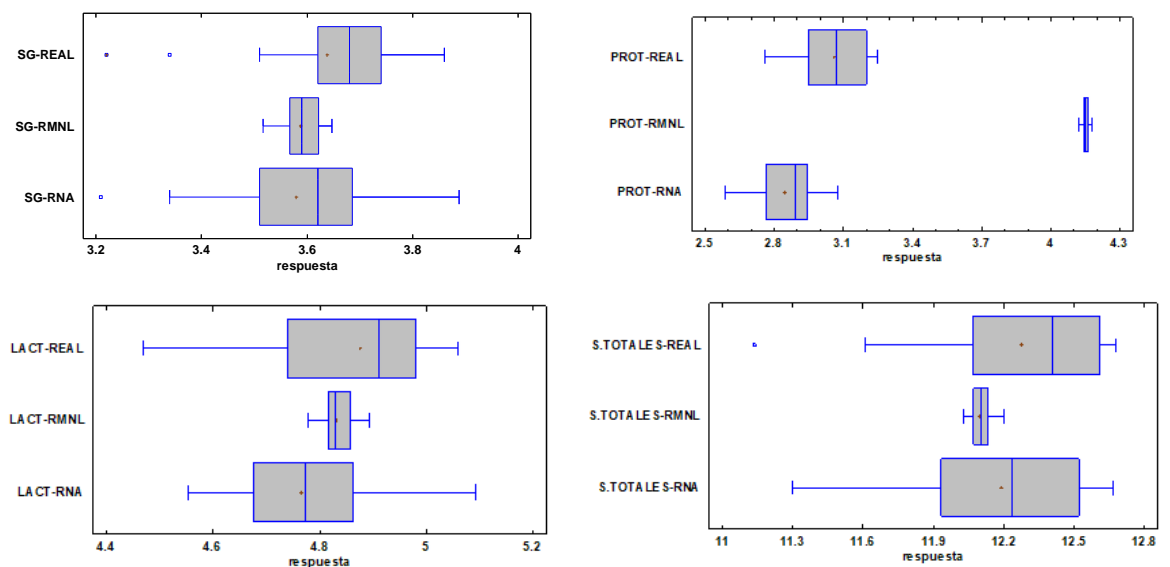 SG-REAL
SG-RMNL
SG-RNA
3.2 3.4 3.6 3.8 4
respuesta
PROT-REAL
PROT-RMNL
PROT-RNA
2.5 2.8 3.1 3.4 3.7 4 4.3
respuesta
LACT-REAL
LACT-RMNL
LACT-RNA
4.4 4.6 4.8 5 5.2
respuesta
S.TOTALES-REAL
S.TOTALES-RMNL
S.TOTALES-RNA
11 11.3 11.6 11.9 12.2 12.5 12.8
respuesta